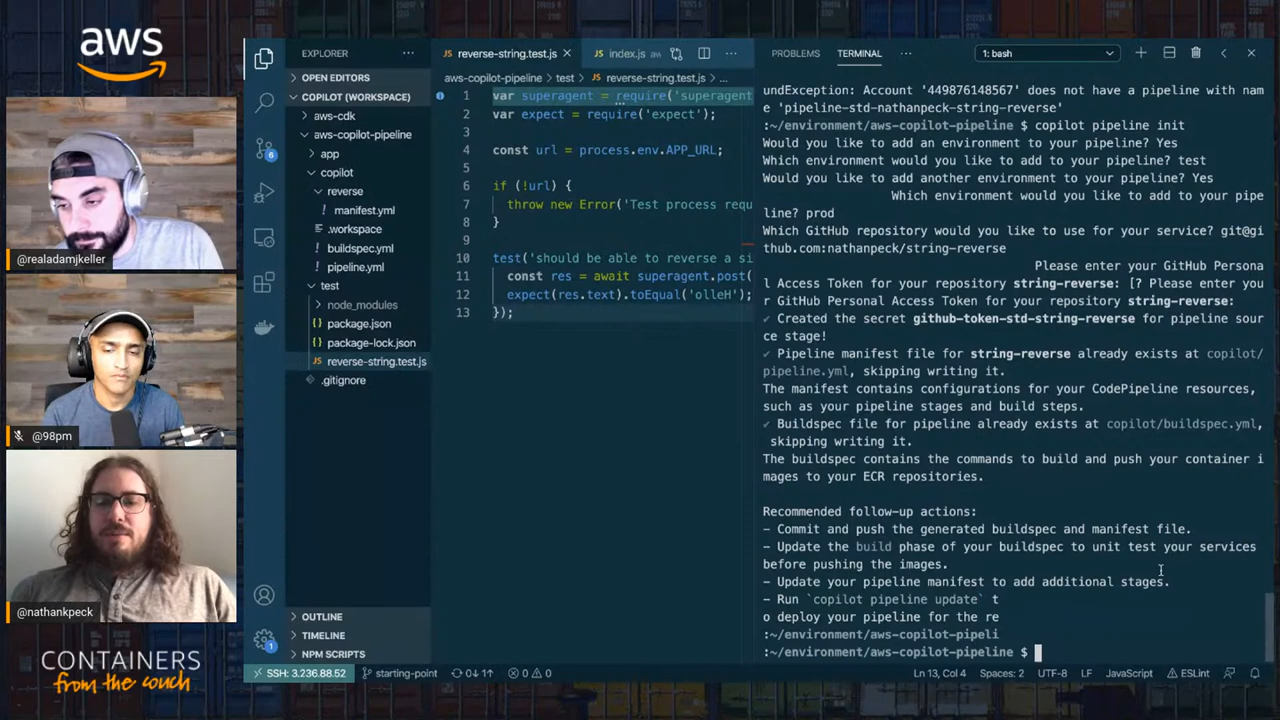 aws
@realadamjkeller
@98pm
@nathankpeck
CONTAINERS
from the couch
EXPLORER
OPEN EDITORS
COPILOT (WORKSPACE)
aws-cdk
aws-copilot-pipeline
app
copilot
reverse
manifest.yml
.workspace
buildspec.yml
pipeline.yml
test
node_modules
package.json
package-lock.json
reverse-string.test.js
.gitignore
OUTLINE
TIMELINE
NPM SCRIPTS
6
1
JS reverse-string.test.js
JS index.js aw
aws-copilot-pipeline > test > JS reverse-string.test.js > ...
1 var superagent = require('superagent
2 var expect = require('expect');
3
4 const url = process.env.APP_URL;
5
6 if (!url) {
7 throw new Error('Test process requ
8 }
9
10 test('should be able to reverse a si
11 const res = await superagent.post(
12 expect(res.text).toEqual('olleH');
13 });
PROBLEMS TERMINAL ... 1: bash
undException: Account '449876148567' does not have a pipeline with nam
e 'pipeline-std-nathanpeck-string-reverse'
:~/environment/aws-copilot-pipeline $ copilot pipeline init
Would you like to add an environment to your pipeline? Yes
Which environment would you like to add to your pipeline? test
Would you like to add another environment to your pipeline? Yes
Which environment would you like to add to your pipe
line? prod
Which GitHub repository would you like to use for your service? git@gi
thub.com:nathanpeck/string-reverse
Please enter your GitHub Persona
l Access Token for your repository string-reverse: [? Please enter you
r GitHub Personal Access Token for your repository string-reverse:
✔ Created the secret github-token-std-string-reverse for pipeline sour
ce stage!
✔ Pipeline manifest file for string-reverse already exists at copilot/
pipeline.yml, skipping writing it.
The manifest contains configurations for your CodePipeline resources,
such as your pipeline stages and build steps.
✔ Buildspec file for pipeline already exists at copilot/buildspec.yml,
skipping writing it.
The buildspec contains the commands to build and push your container i
mages to your ECR repositories.
Recommended follow-up actions:
- Commit and push the generated buildspec and manifest file.
- Update the build phase of your buildspec to unit test your services
before pushing the images.
- Update your pipeline manifest to add additional stages.
- Run `copilot pipeline update` t
o deploy your pipeline for the re
:~/environment/aws-copilot-pipeli
:~/environment/aws-copilot-pipeline $
SSH: 3.236.88.52 starting-point 0↓ 1↑ 0 0 Ln 13, Col 4 Spaces: 2 UTF-8 LF JavaScript ESLint